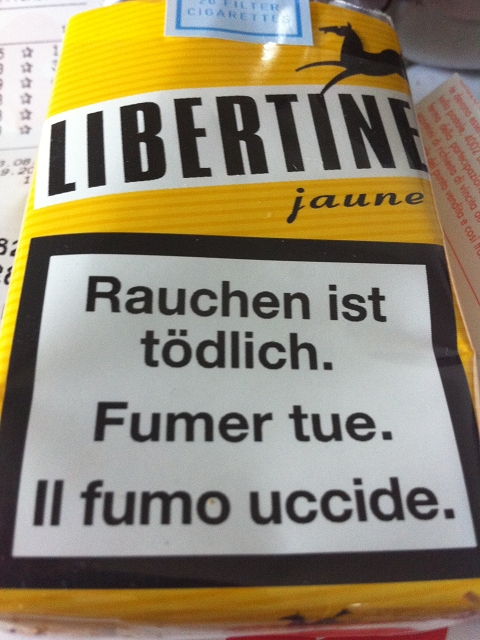 20 FILTER
CIGARETTES
LIBERTINE
jaune
Rauchen ist
tödlich.
Fumer tue.
Il fumo uccide.